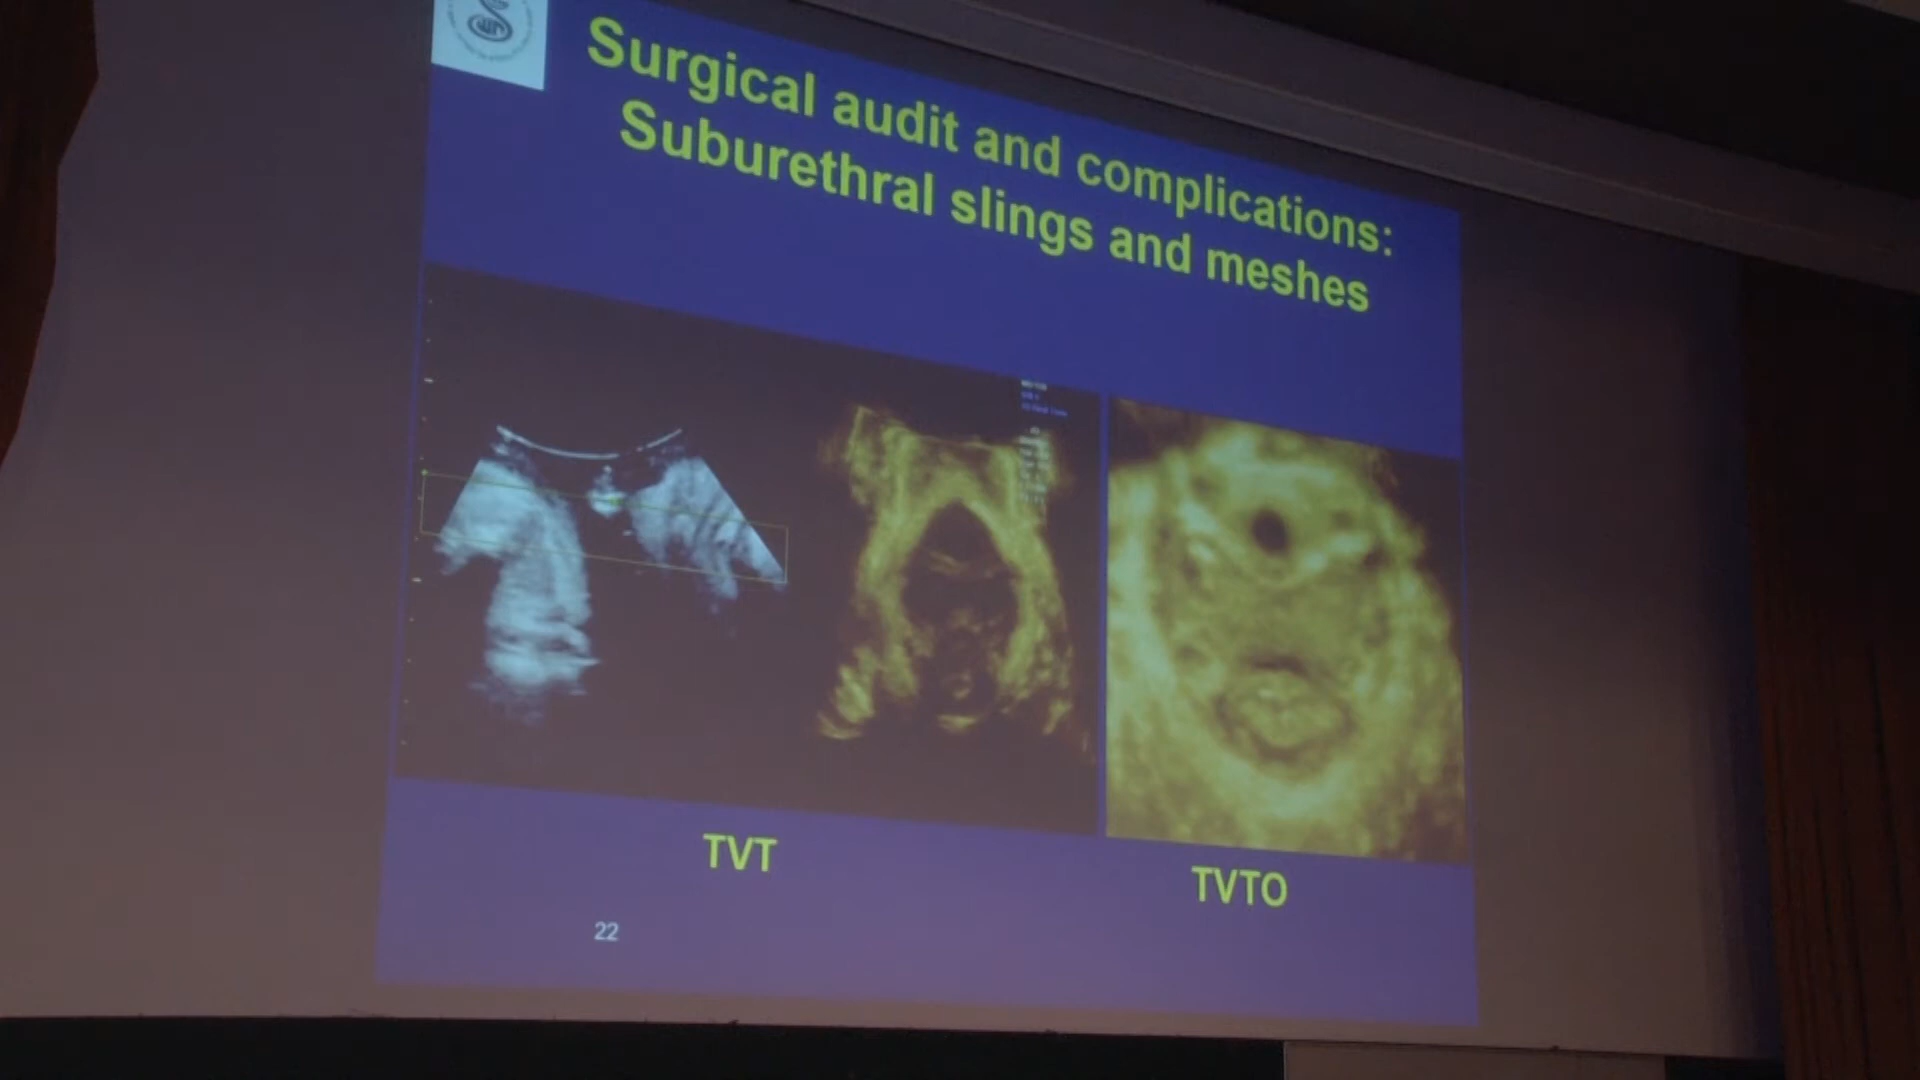 Surgical audit and complications:
Suburethral slings and meshes
TVT
TVTO
22